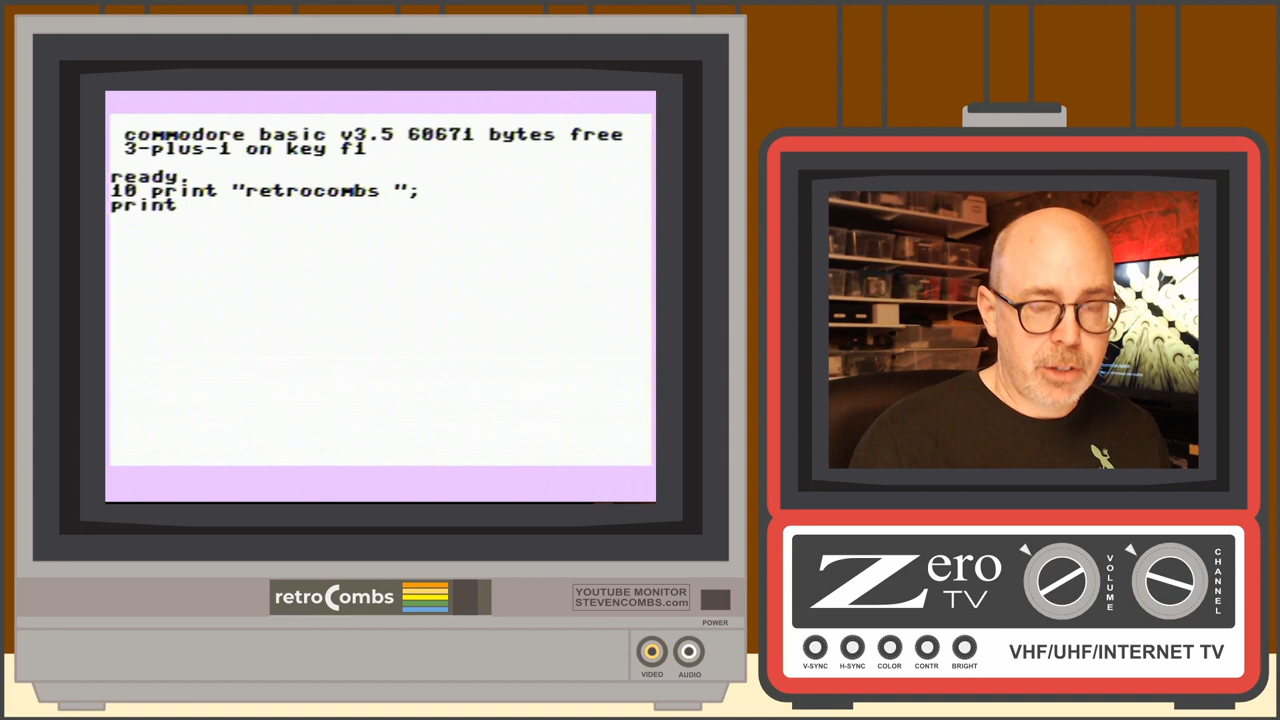 commodore basic v3.5 60671 bytes free
3-plus-1 on key f1
ready.
10 print "retrocombs ";
print
retroCombs
YOUTUBE MONITOR
STEVENCOMBS.com
POWER
VIDEO
AUDIO
Zero
TV
VOLUME
CHANNEL
V-SYNC
H-SYNC
COLOR
CONTR
BRIGHT
VHF/UHF/INTERNET TV